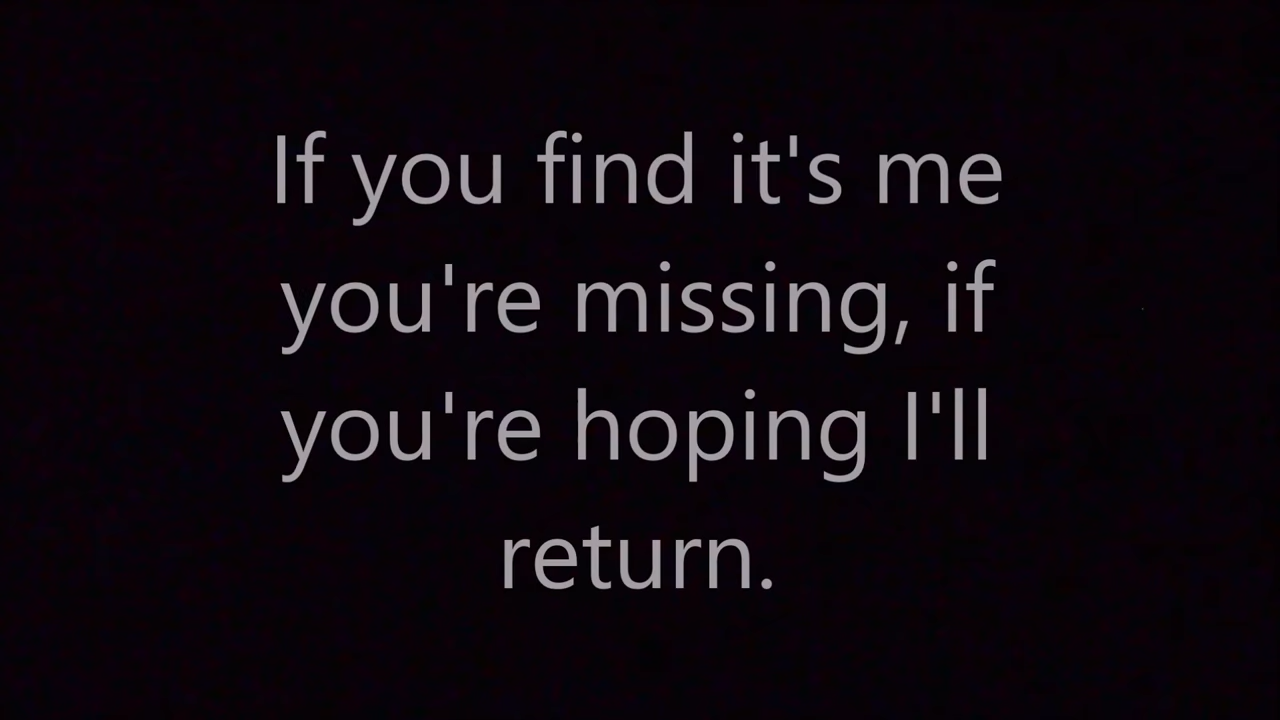 If you find it's me
you're missing, if
you're hoping I'll
return.